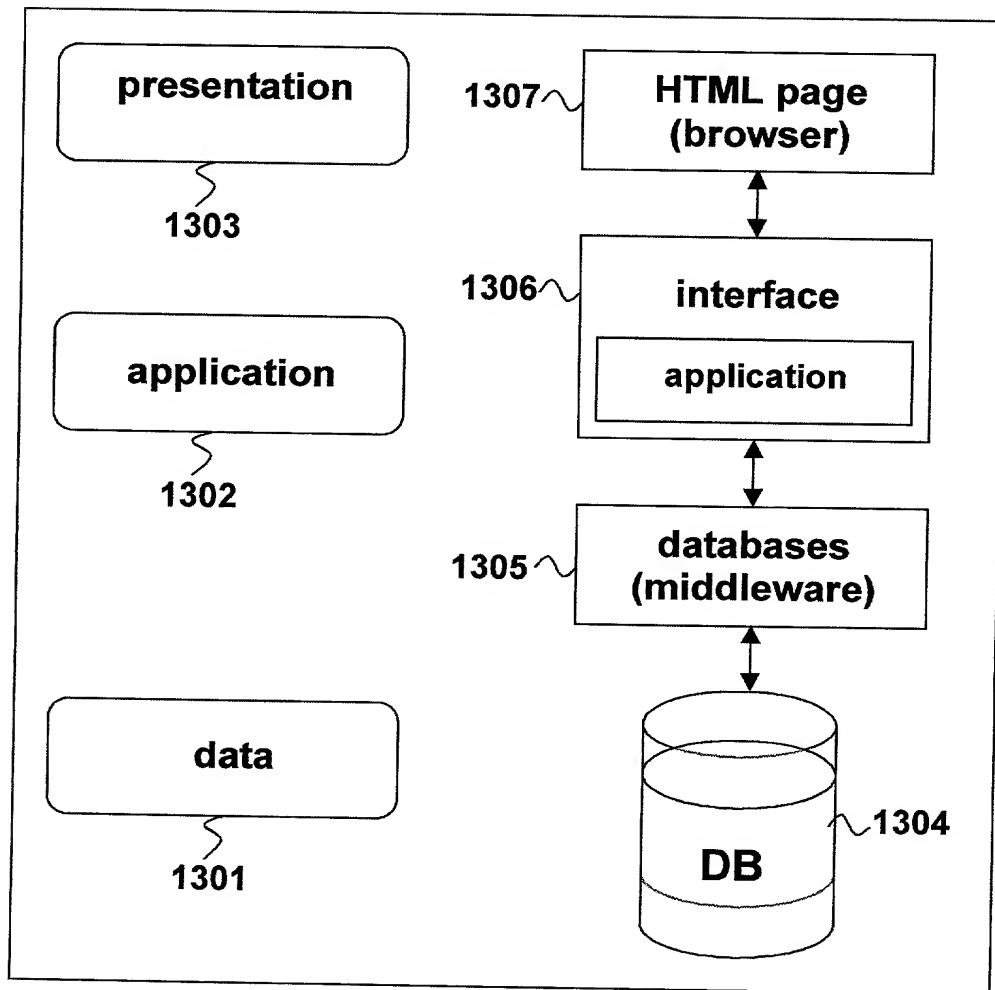 presentation
1303
1307
HTML page
(browser)
1306
interface
application
application
1302
1305
databases
(middleware)
data
1301
1304
DB